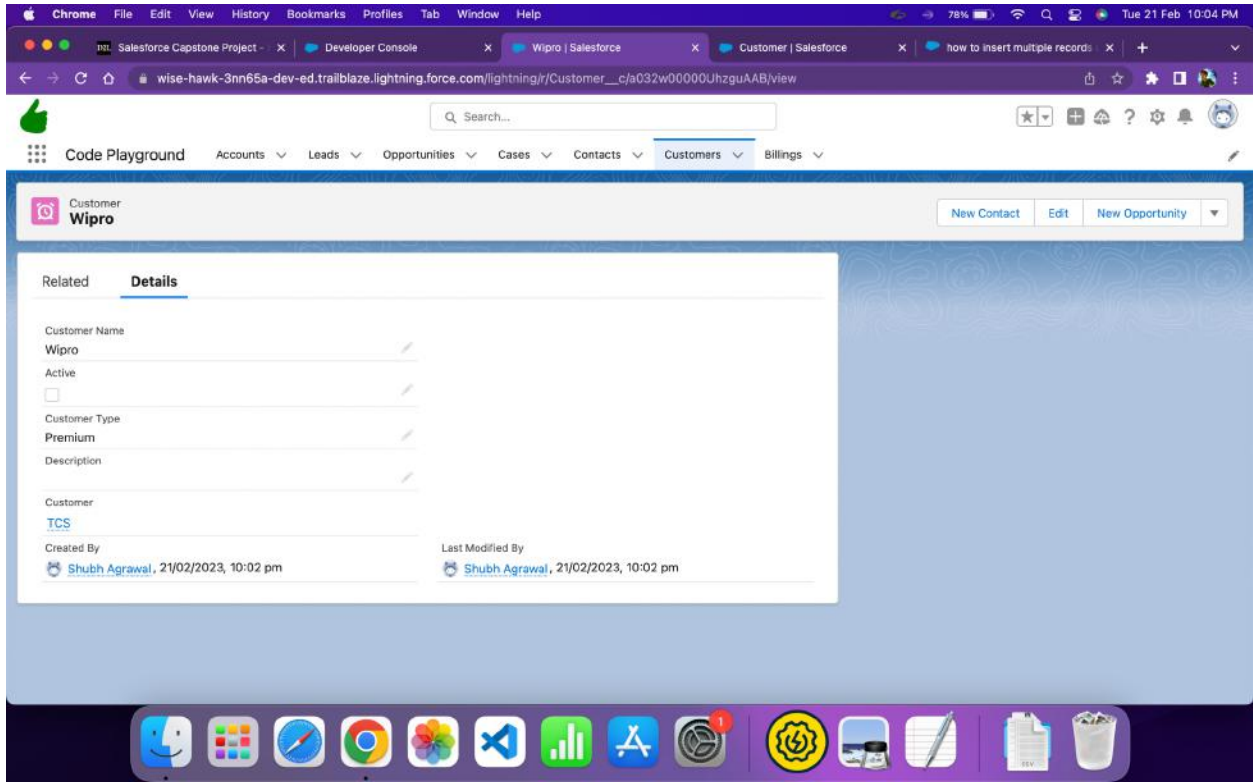 Chrome File Edit View History Bookmarks Profiles Tab Window Help 78% Tue 21 Feb 10:04 PM
Salesforce Capstone Project - Developer Console Wipro | Salesforce Customer | Salesforce how to insert multiple records
wise-hawk-3nn65a-dev-ed.trailblaze.lightning.force.com/lightning/r/Customer__c/a032w00000UhzguAAB/view
Search...
Code Playground Accounts Leads Opportunities Cases Contacts Customers Billings
Customer
Wipro
New Contact Edit New Opportunity
Related Details
Customer Name
Wipro
Active
Customer Type
Premium
Description
Customer
TCS
Created By Last Modified By
Shubh Agrawal, 21/02/2023, 10:02 pm Shubh Agrawal, 21/02/2023, 10:02 pm
1